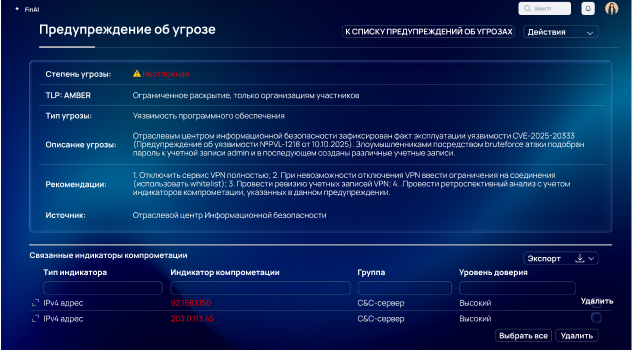 FinAI
Search
Предупреждение об угрозе
К СПИСКУ ПРЕДУПРЕЖДЕНИЙ ОБ УГРОЗАХ
Действия
Степень угрозы: Неотложная
TLP: AMBER Ограниченное раскрытие, только организациям участников
Тип угрозы: Уязвимость программного обеспечения
Описание угрозы: Отраслевым центром информационной безопасности зафиксирован факт эксплуатации уязвимости CVE-2025-20333
(Предупреждение об уязвимости №PVL-1218 от 10.10.2025). Злоумышленниками посредством bruteforce атаки подобран
пароль к учетной записи admin и в последующем созданы различные учетные записи.
Рекомендации: 1. Отключить сервис VPN полностью; 2. При невозможности отключения VPN ввести ограничения на соединения
(использовать whitelist); 3. Провести ревизию учетных записей VPN; 4. .Провести ретроспективный анализ с учетом
индикаторов компрометации, указанных в данном предупреждении.
Источник: Отраслевой центр Информационной безопасности
Связанные индикаторы компрометации
Экспорт
Тип индикатора Индикатор компрометации Группа Уровень доверия
IPv4 адрес C&C-сервер Высокий Удалить
IPv4 адрес 203.0.113.45 C&C-сервер Высокий
Выбрать все Удалить